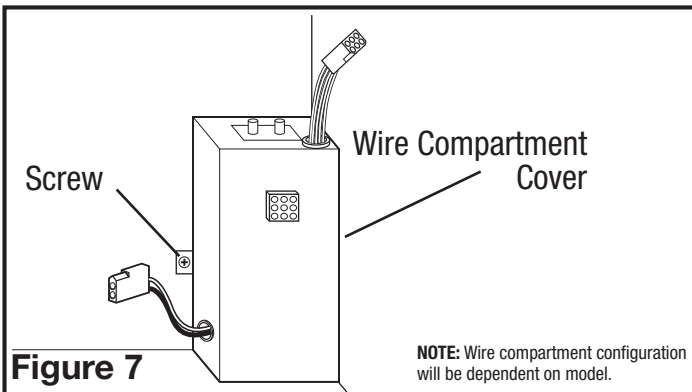 Wire Compartment
Cover
Screw
Figure 7
NOTE: Wire compartment configuration
will be dependent on model.